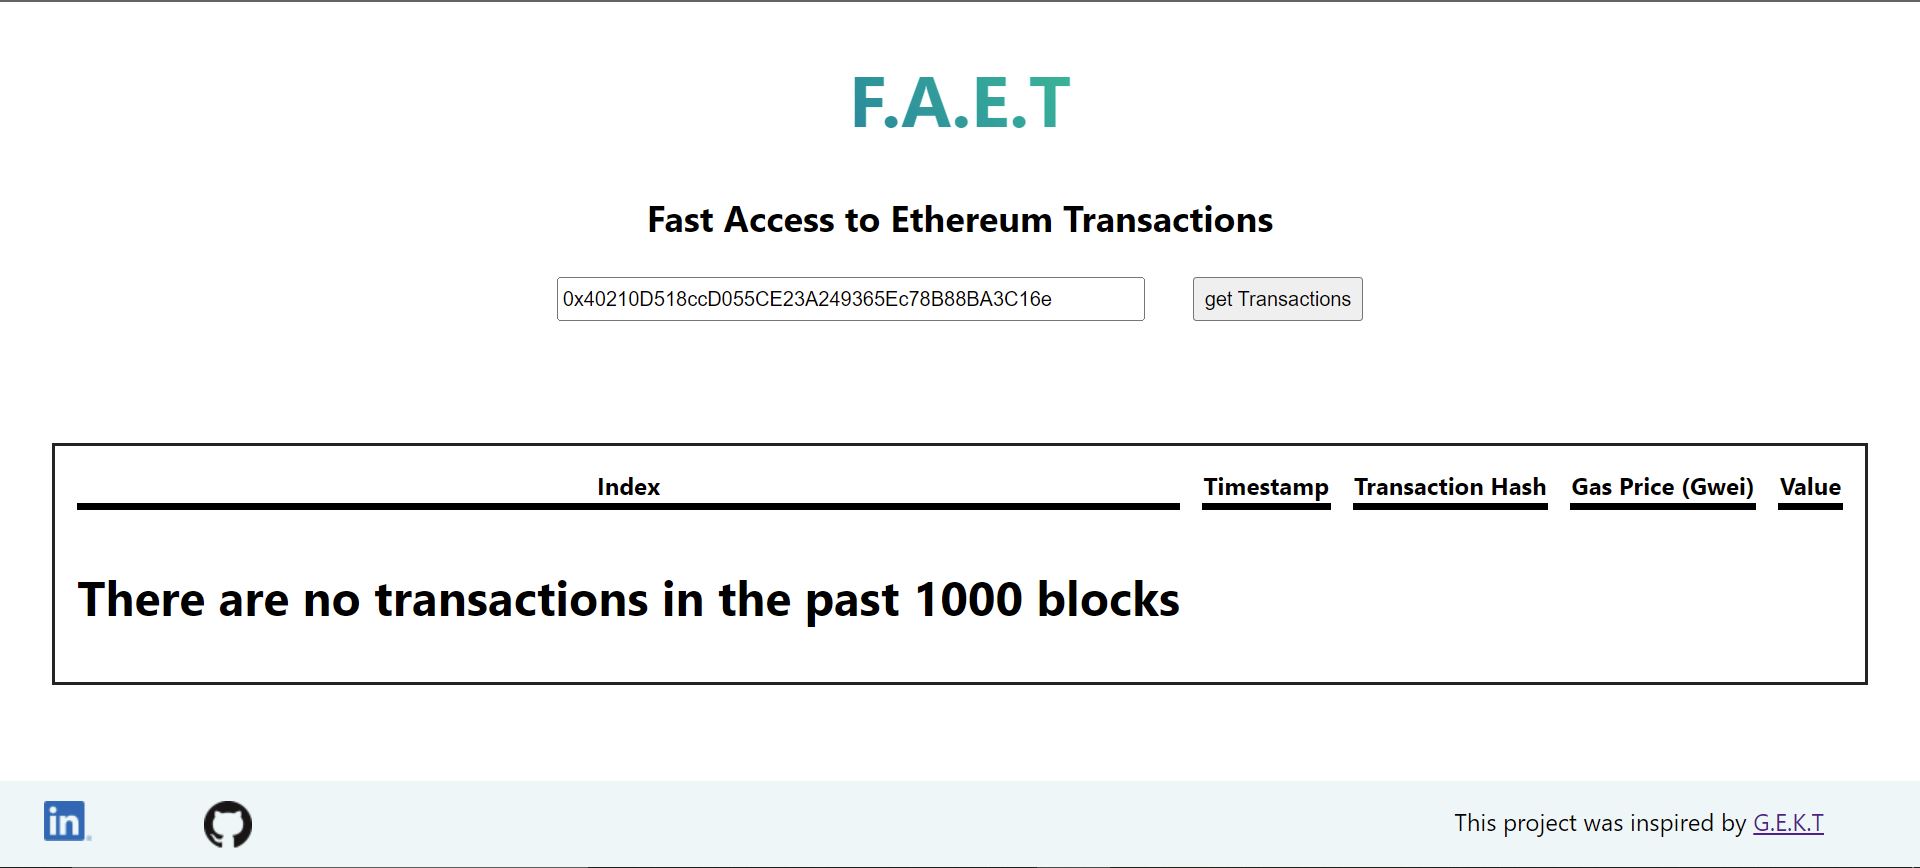 F.A.E.T
Fast Access to Ethereum Transactions
0x40210D518ccD055CE23A249365Ec78B88BA3C16e get Transactions
Index Timestamp Transaction Hash Gas Price (Gwei) Value
There are no transactions in the past 1000 blocks
in This project was inspired by G.E.K.T